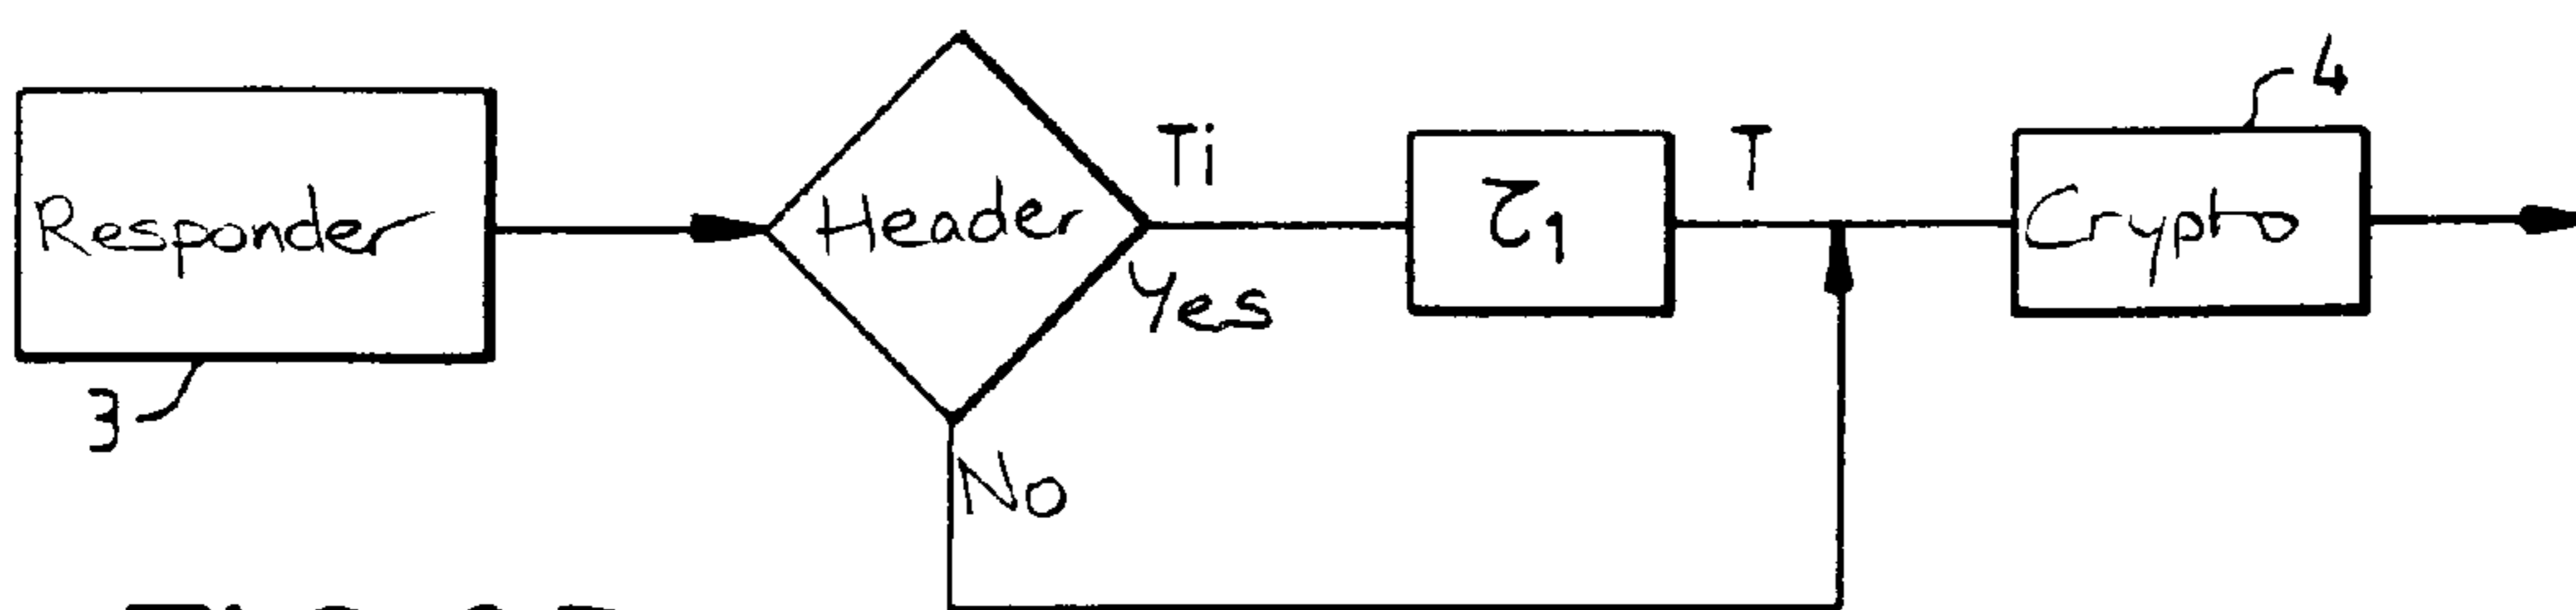 4
Ti
T
Responder
Header
τ1
Crypto
Yes
3
No